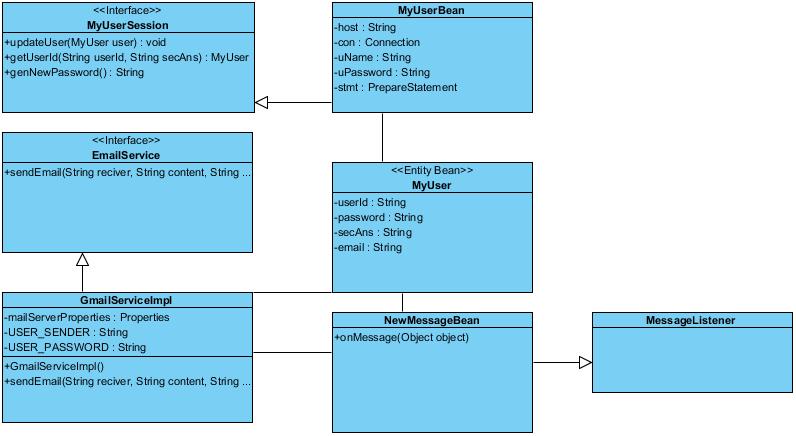 <<Interface>>
MyUserSession
+updateUser(MyUser user) : void
+getUserId(String userId, String secAns) : MyUser
+genNewPassword() : String
MyUserBean
-host : String
-con : Connection
-uName : String
-uPassword : String
-stmt : PrepareStatement
<<Interface>>
EmailService
+sendEmail(String reciver, String content, String ...
<<Entity Bean>>
MyUser
-userId : String
-password : String
-secAns : String
-email : String
GmailServiceImpl
-mailServerProperties : Properties
-USER_SENDER : String
-USER_PASSWORD : String
+GmailServiceImpl()
+sendEmail(String reciver, String content, String ...
NewMessageBean
+onMessage(Object object)
MessageListener